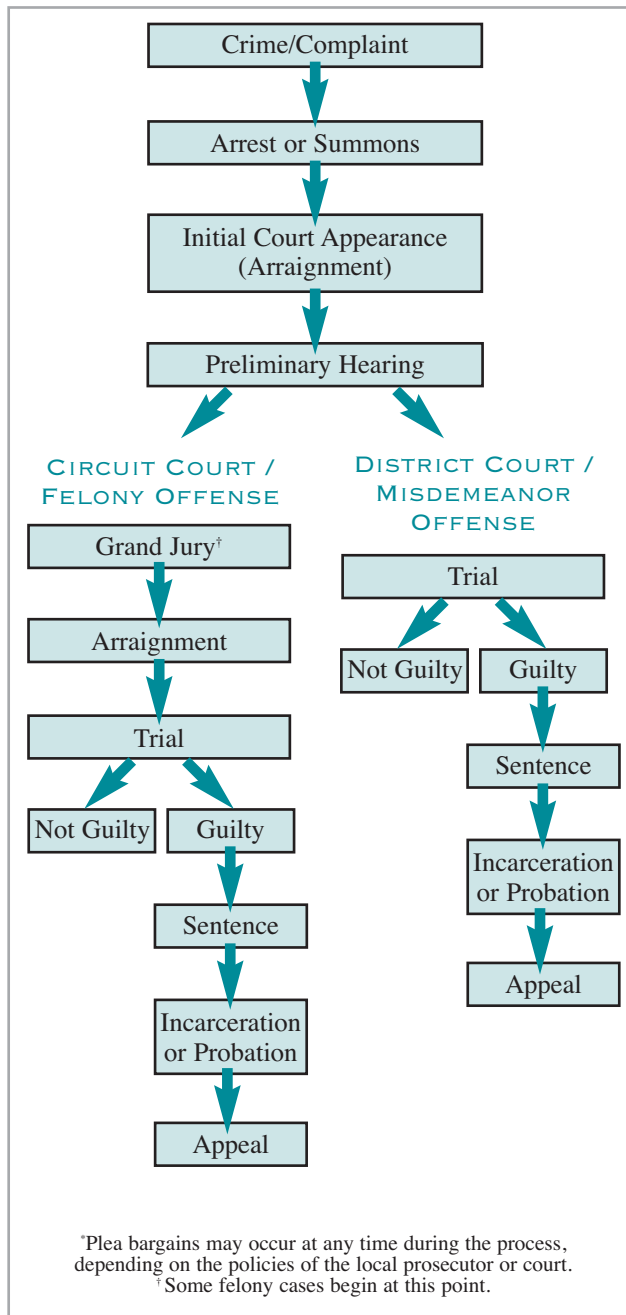 Crime/Complaint
Arrest or Summons
Initial Court Appearance
(Arraignment)
Preliminary Hearing
CIRCUIT COURT /
FELONY OFFENSE
Grand Jury†
Arraignment
Trial
Not Guilty
Guilty
Sentence
Incarceration
or Probation
Appeal
DISTRICT COURT /
MISDEMEANOR
OFFENSE
Trial
Not Guilty
Guilty
Sentence
Incarceration
or Probation
Appeal
*Plea bargains may occur at any time during the process,
depending on the policies of the local prosecutor or court.
†Some felony cases begin at this point.